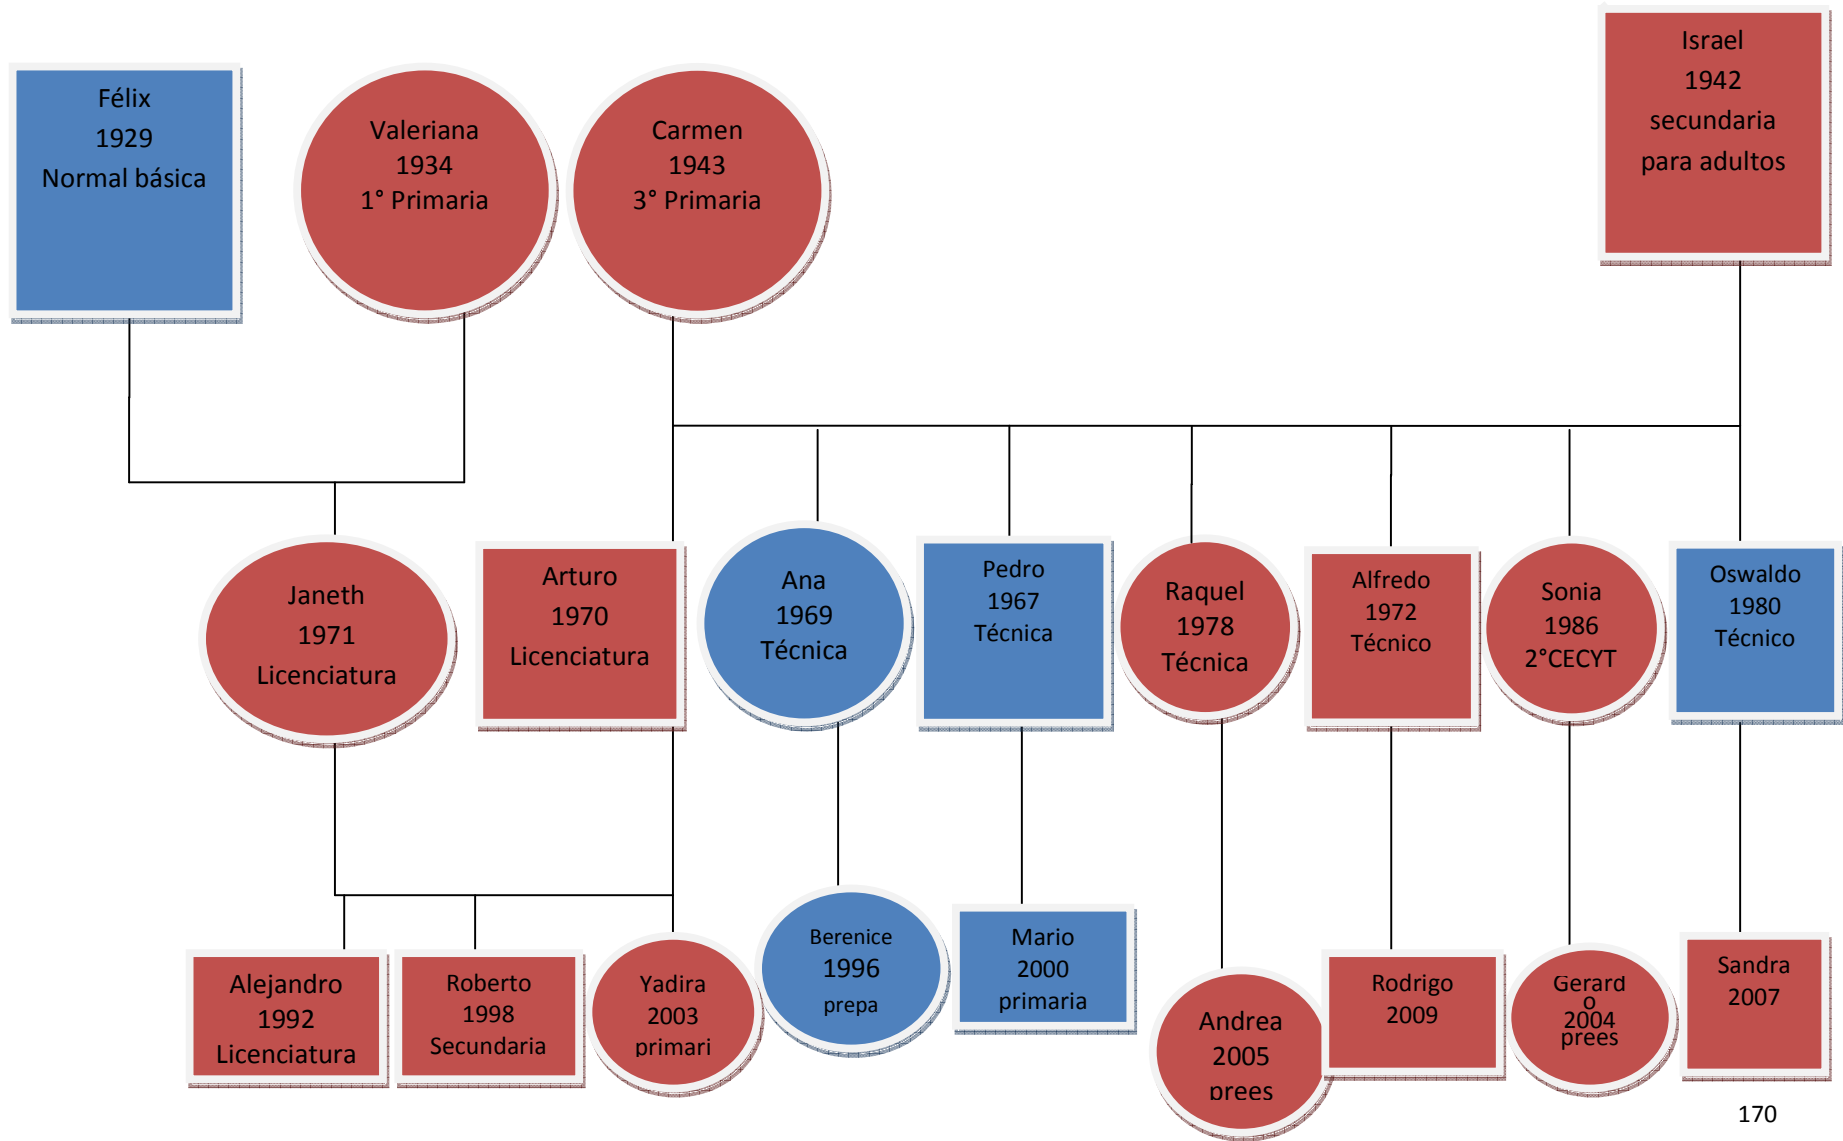 Félix
1929
Normal básica
Valeriana
1934
1° Primaria
Carmen
1943
3° Primaria
Israel
1942
secundaria
para adultos
Janeth
1971
Licenciatura
Arturo
1970
Licenciatura
Ana
1969
Técnica
Pedro
1967
Técnica
Raquel
1978
Técnica
Alfredo
1972
Técnico
Sonia
1986
2°CECYT
Oswaldo
1980
Técnico
Alejandro
1992
Licenciatura
Roberto
1998
Secundaria
Yadira
2003
primari
Berenice
1996
prepa
Mario
2000
primaria
Andrea
2005
prees
Rodrigo
2009
Gerard
o
2004
prees
Sandra
2007
170